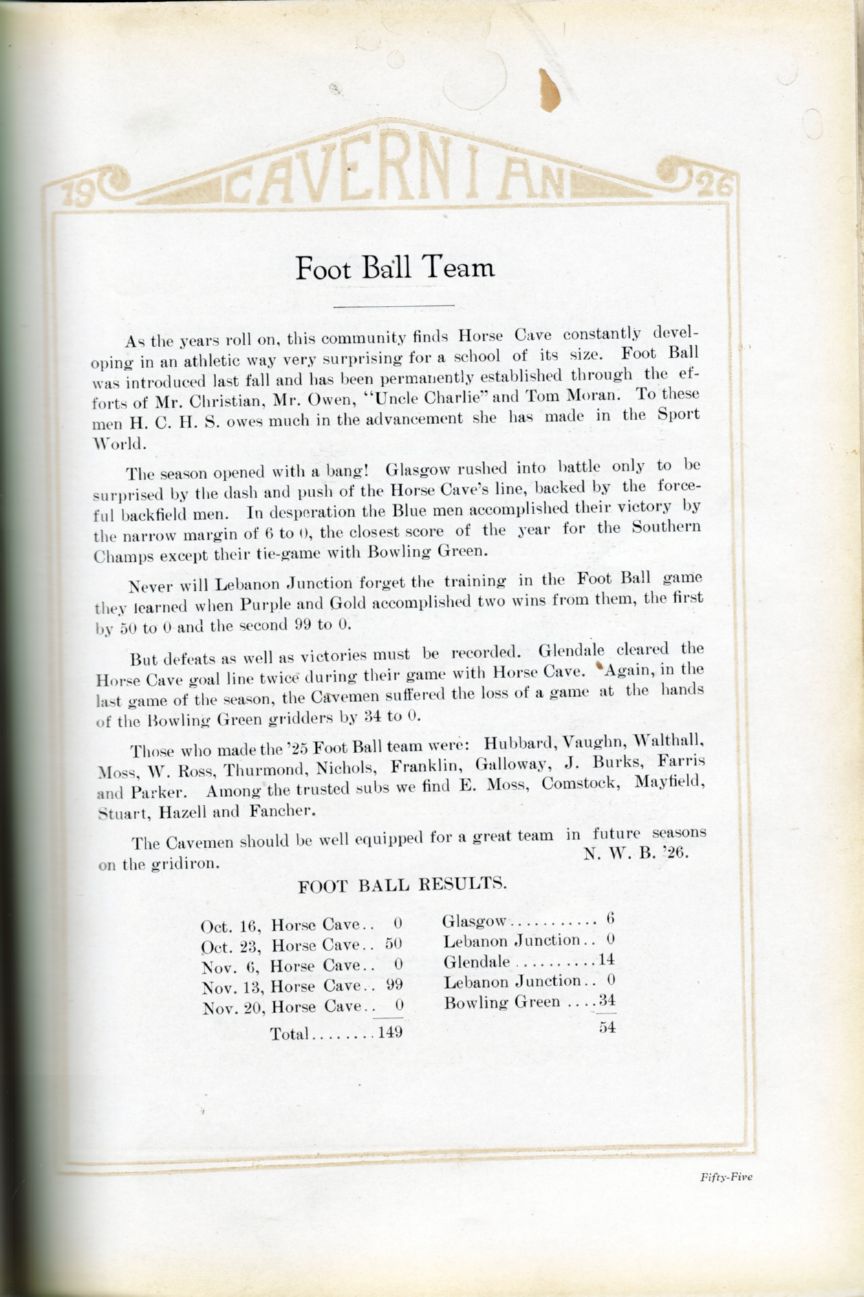 19 CAVERNIAN 26
Foot Ball Team
As the years roll on, this community finds Horse Cave constantly devel-
oping in an athletic way very surprising for a school of its size. Foot Ball
was introduced last fall and has been permanently established through the ef-
forts of Mr. Christian, Mr. Owen, "Uncle Charlie" and Tom Moran. To these
men H. C. H. S. owes much in the advancement she has made in the Sport
World.
The season opened with a bang! Glasgow rushed into battle only to be
surprised by the dash and push of the Horse Cave's line, backed by the force-
ful backfield men. In desperation the Blue men accomplished their victory by
the narrow margin of 6 to 0, the closest score of the year for the Southern
Champs except their tie-game with Bowling Green.
Never will Lebanon Junction forget the training in the Foot Ball game
they learned when Purple and Gold accomplished two wins from them, the first
by 50 to 0 and the second 99 to 0.
But defeats as well as victories must be recorded. Glendale cleared the
Horse Cave goal line twice during their game with Horse Cave. Again, in the
last game of the season, the Cavemen suffered the loss of a game at the hands
of the Bowling Green gridders by 34 to 0.
Those who made the '25 Foot Ball team were: Hubbard, Vaughn, Walthall,
Moss, W. Ross, Thurmond, Nichols, Franklin, Galloway, J. Burks, Farris
and Parker. Among the trusted subs we find E. Moss, Comstock, Mayfield,
Stuart, Hazell and Fancher.
The Cavemen should be well equipped for a great team in future seasons
on the gridiron. N. W. B. '26.
FOOT BALL RESULTS.
Oct. 16, Horse Cave.. 0 Glasgow........... 6
Oct. 23, Horse Cave.. 50 Lebanon Junction.. 0
Nov. 6, Horse Cave.. 0 Glendale ..........14
Nov. 13, Horse Cave.. 99 Lebanon Junction.. 0
Nov. 20, Horse Cave.. 0 Bowling Green ....34
Total........149 54
Fifty-Five